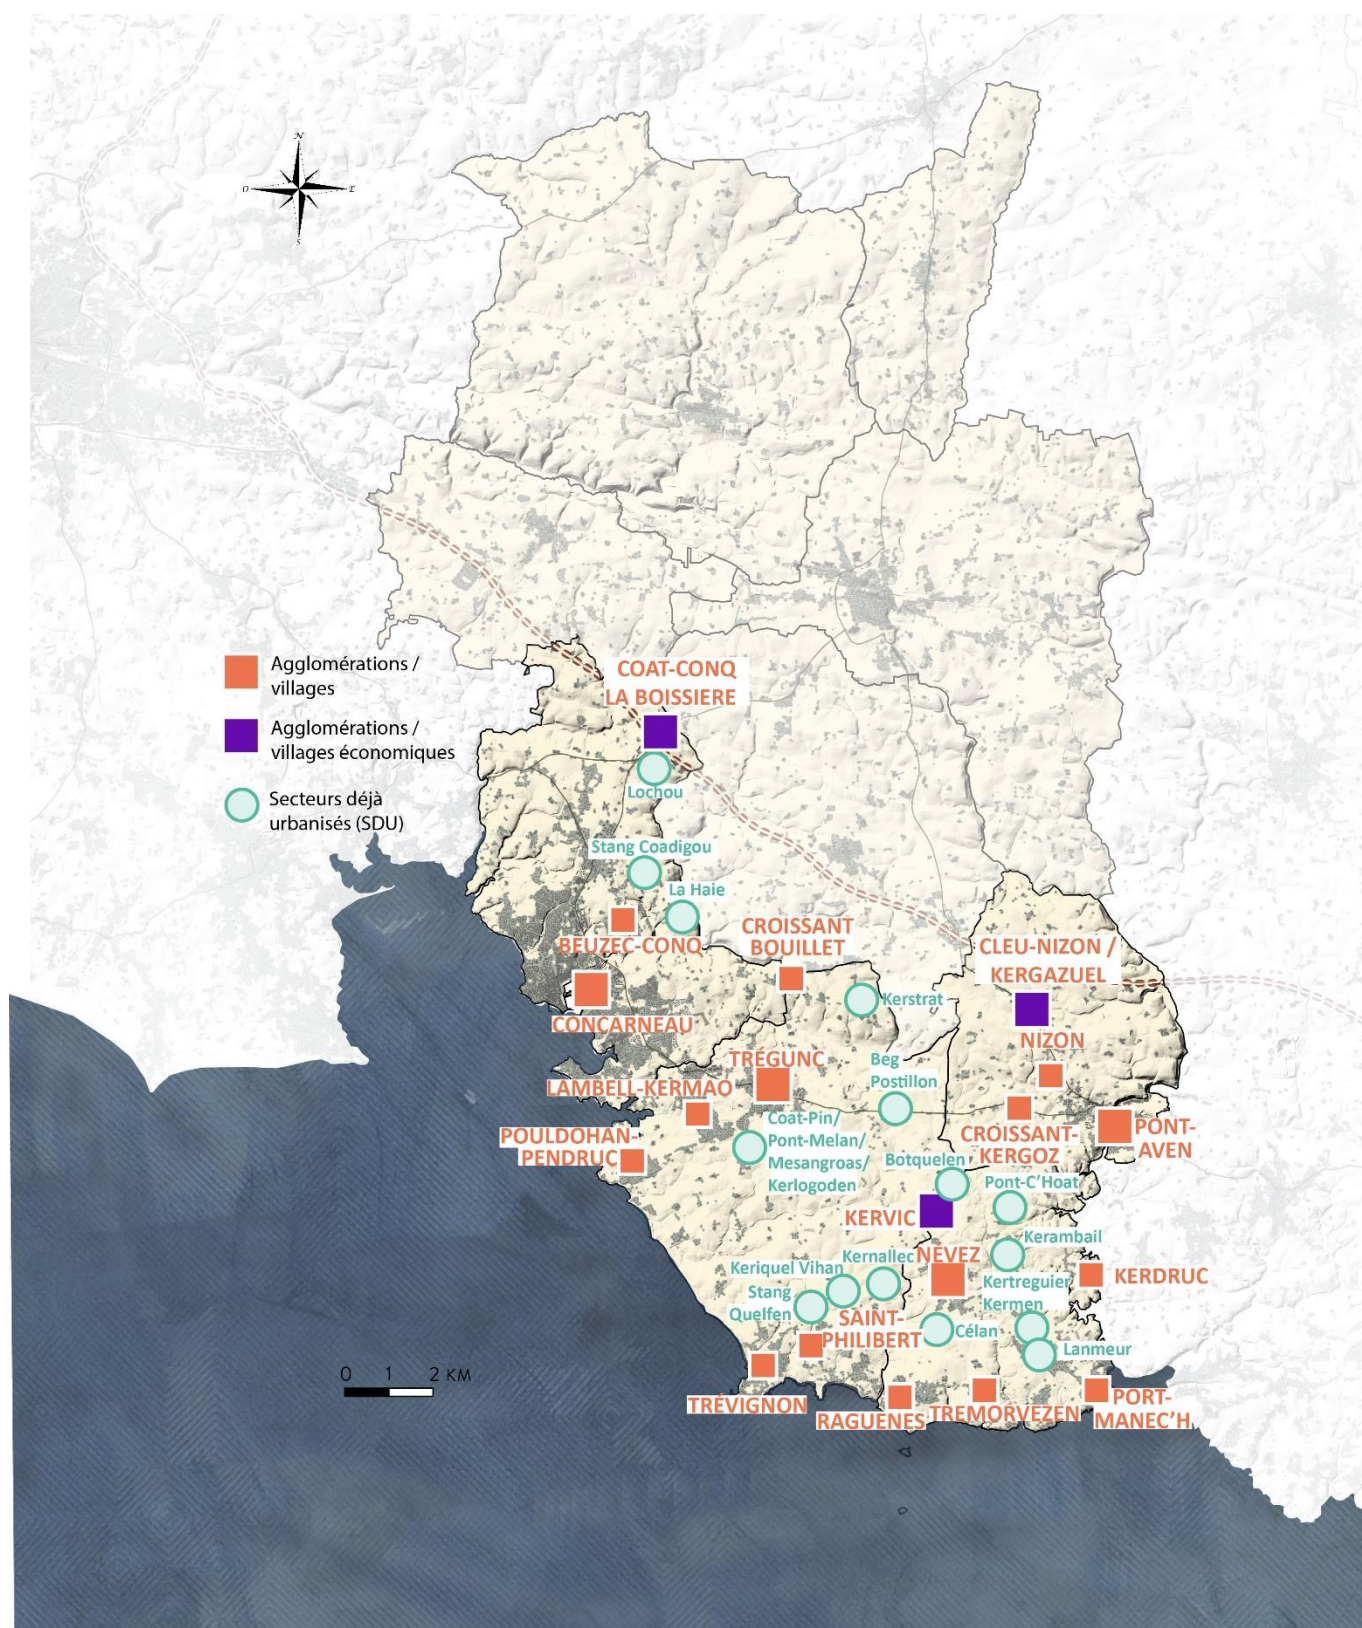 N
O
E
S
Agglomérations /
villages
Agglomérations /
villages économiques
Secteurs déjà
urbanisés (SDU)
COAT-CONQ
LA BOISSIERE
Lochou
Stang Coadigou
La Haie
BEUZEC-CONQ
CROISSANT
BOUILLET
CLEU-NIZON /
KERGAZUEL
Kerstrat
CONCARNEAU
NIZON
TRÉGUNC
Beg
Postillon
LAMBELL-KERMAO
Coat-Pin/
Pont-Melan/
Mesangroas/
Kerlogoden
CROISSANT-
KERGOZ
PONT-
AVEN
POULDOHAN-
PENDRUC
Botquelen
Pont-C'Hoat
KERVIC
Kerambail
Kernallec
NÉVEZ
Keriquel Vihan
KERDRUC
Stang
Quelfen
Kertreguier
Kermen
SAINT-
PHILIBERT
Célan
Lanmeur
0 1 2 KM
TRÉVIGNON
RAGUENES
TREMORVEZEN
PORT-
MANEC'H